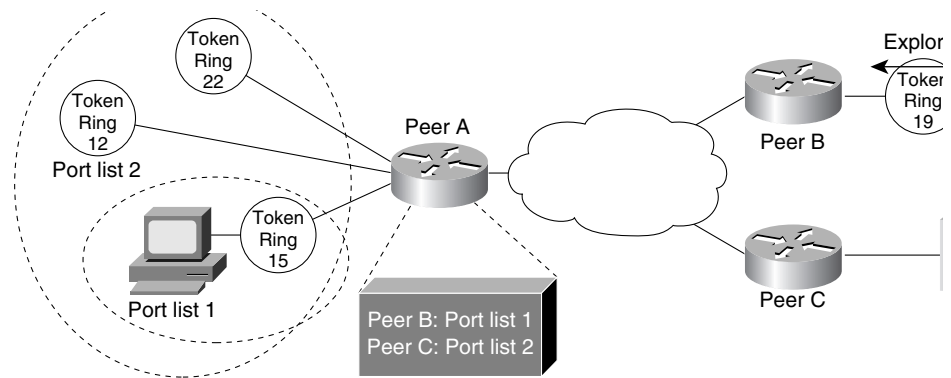 Token
Ring
22
Token
Ring
12
Port list 2
Token
Ring
15
Port list 1
Peer A
Peer B: Port list 1
Peer C: Port list 2
Peer B
Explor
Token
Ring
19
Peer C